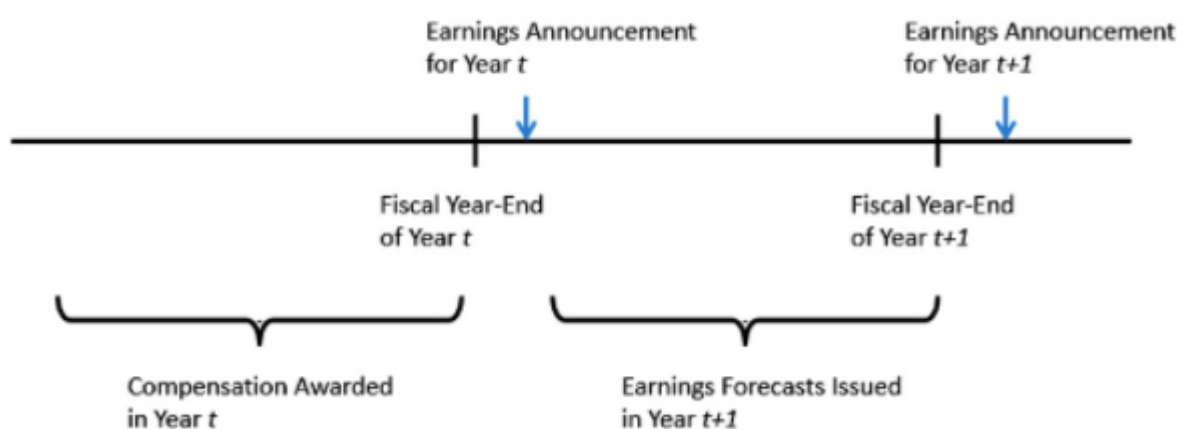 Earnings Announcement
for Year t
Earnings Announcement
for Year t+1
Fiscal Year-End
of Year t
Fiscal Year-End
of Year t+1
Compensation Awarded
in Year t
Earnings Forecasts Issued
in Year t+1